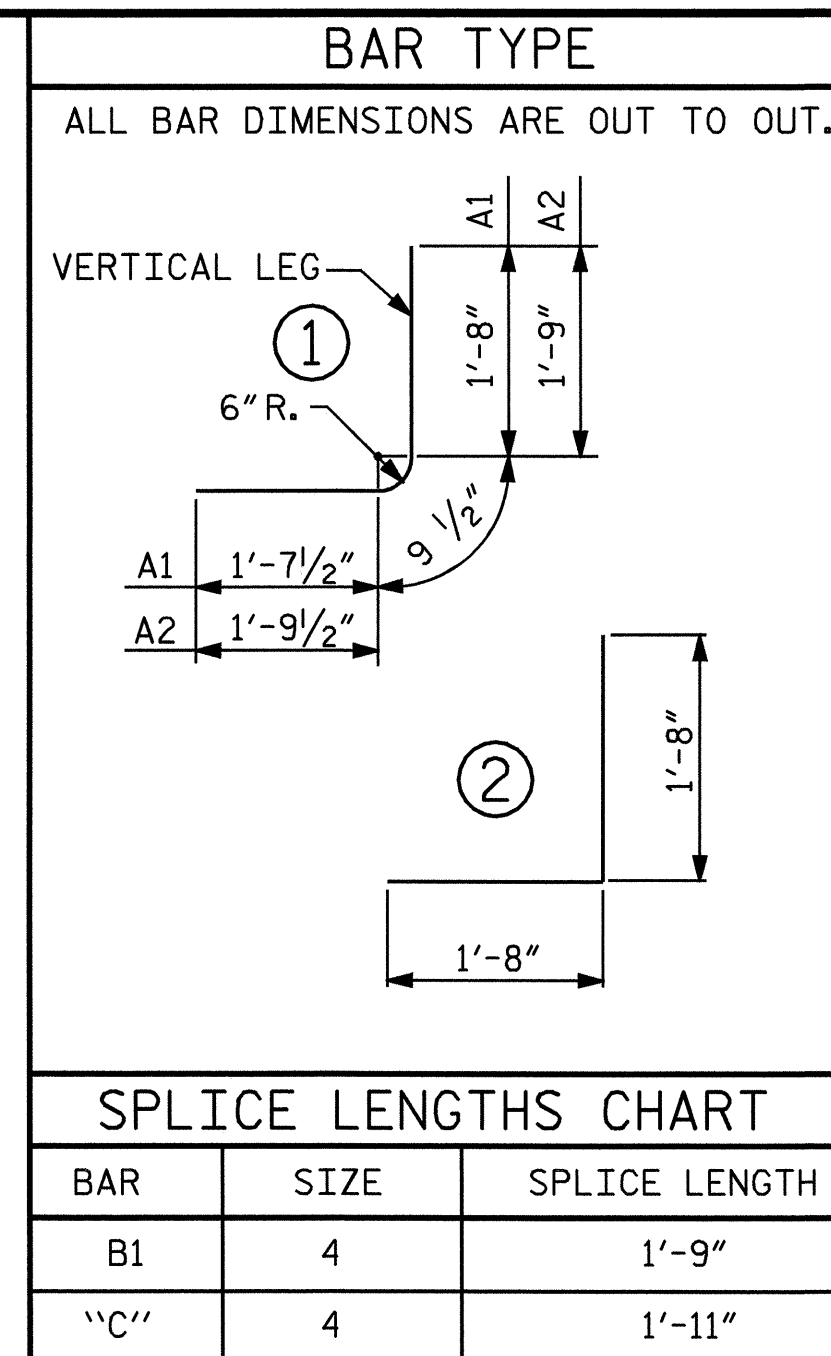 BAR TYPE
ALL BAR DIMENSIONS ARE OUT TO OUT.
A1
A2
VERTICAL LEG
1
1'-8"
1'-9"
6" R.
9 1/2"
A1 1'-7 1/2"
A2 1'-9 1/2"
2
1'-8"
1'-8"
SPLICE LENGTHS CHART
BAR SIZE SPLICE LENGTH
B1 4 1'-9"
"C" 4 1'-11"